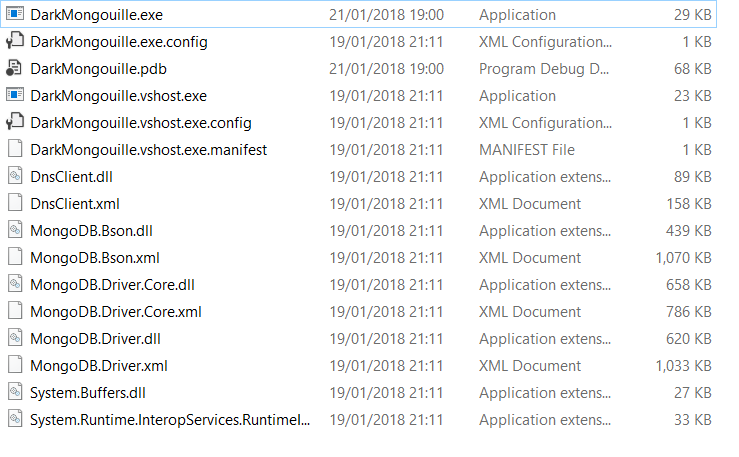 DarkMongouille.exe 21/01/2018 19:00 Application 29 KB
DarkMongouille.exe.config 19/01/2018 21:11 XML Configuration... 1 KB
DarkMongouille.pdb 21/01/2018 19:00 Program Debug D... 68 KB
DarkMongouille.vshost.exe 19/01/2018 21:11 Application 23 KB
DarkMongouille.vshost.exe.config 19/01/2018 21:11 XML Configuration... 1 KB
DarkMongouille.vshost.exe.manifest 19/01/2018 21:11 MANIFEST File 1 KB
DnsClient.dll 19/01/2018 21:11 Application extens... 89 KB
DnsClient.xml 19/01/2018 21:11 XML Document 158 KB
MongoDB.Bson.dll 19/01/2018 21:11 Application extens... 439 KB
MongoDB.Bson.xml 19/01/2018 21:11 XML Document 1,070 KB
MongoDB.Driver.Core.dll 19/01/2018 21:11 Application extens... 658 KB
MongoDB.Driver.Core.xml 19/01/2018 21:11 XML Document 786 KB
MongoDB.Driver.dll 19/01/2018 21:11 Application extens... 620 KB
MongoDB.Driver.xml 19/01/2018 21:11 XML Document 1,033 KB
System.Buffers.dll 19/01/2018 21:11 Application extens... 27 KB
System.Runtime.InteropServices.RuntimeI... 19/01/2018 21:11 Application extens... 33 KB